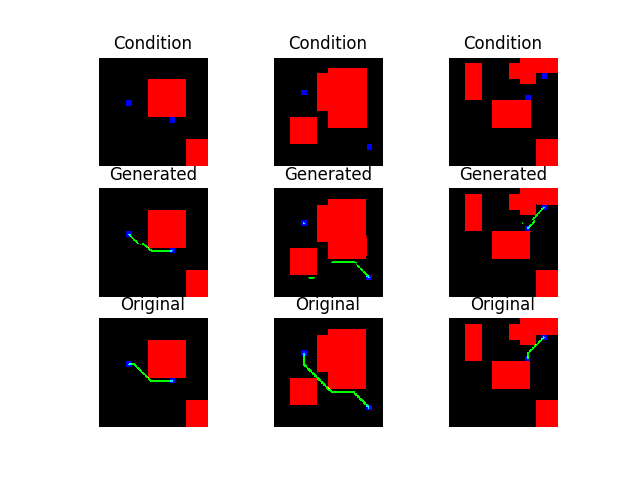 Condition Condition Condition
Generated Generated Generated
Original Original Original